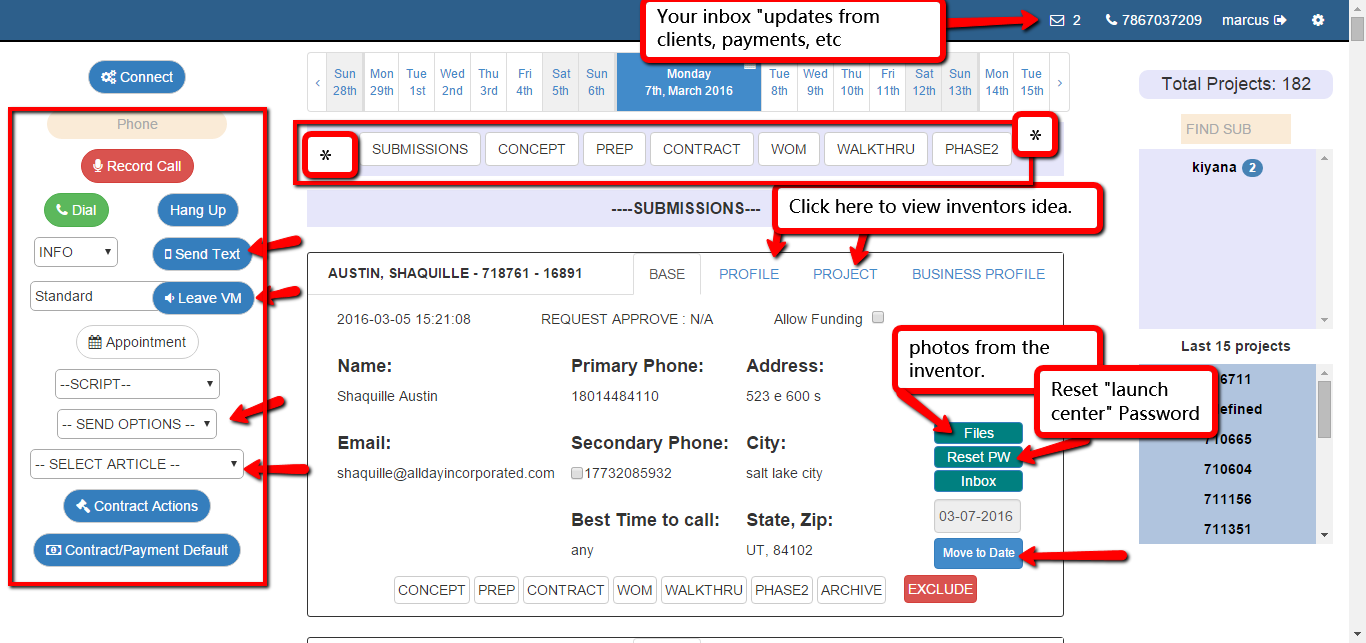 Your inbox "updates from
clients, payments, etc
2
7867037209
marcus
Connect
Sun Mon Tue Wed Thu Fri Sat Sun Monday Tue Wed Thu Fri Sat Sun Mon Tue
28th 29th 1st 2nd 3rd 4th 5th 6th 7th, March 2016 8th 9th 10th 11th 12th 13th 14th 15th
Total Projects: 182
Phone
FIND SUB
* SUBMISSIONS CONCEPT PREP CONTRACT WOM WALKTHRU PHASE2 *
Record Call
kiyana 2
Dial Hang Up
----SUBMISSIONS---
Click here to view inventors idea.
INFO Send Text
Standard Leave VM
AUSTIN, SHAQUILLE - 718761 - 16891
BASE PROFILE PROJECT BUSINESS PROFILE
2016-03-05 15:21:08 REQUEST APPROVE : N/A Allow Funding
Appointment
Last 15 projects
photos from the
inventor.
Name: Primary Phone: Address:
Shaquille Austin 18014484110 523 e 600 s
--SCRIPT--
Reset "launch
center" Password
6711
efined
710665
710604
711156
711351
-- SEND OPTIONS --
Files
Email: Secondary Phone: City:
Reset PW
-- SELECT ARTICLE --
shaquille@alldayincorporated.com 17732085932 salt lake city
Inbox
Contract Actions
Best Time to call: State, Zip:
03-07-2016
Contract/Payment Default
any UT, 84102
Move to Date
CONCEPT PREP CONTRACT WOM WALKTHRU PHASE2 ARCHIVE EXCLUDE